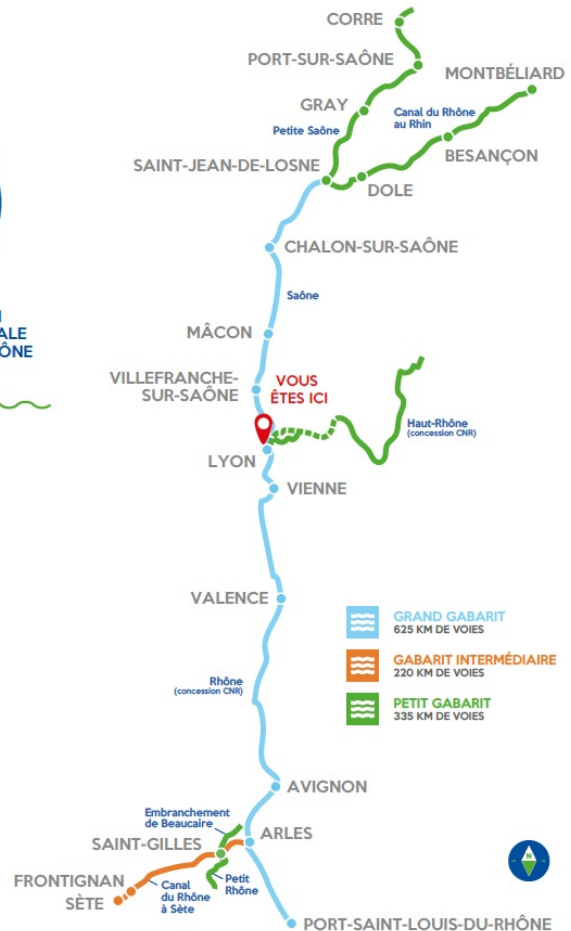 CORRE
PORT-SUR-SAÔNE
MONTBÉLIARD
GRAY
Canal du Rhône
au Rhin
Petite Saône
BESANÇON
SAINT-JEAN-DE-LOSNE
DOLE
CHALON-SUR-SAÔNE
Saône
ALE
ÔNE
MÂCON
VILLEFRANCHE-
SUR-SAÔNE
VOUS
ÊTES ICI
Haut-Rhône
(concession CNR)
LYON
VIENNE
VALENCE
GRAND GABARIT
625 KM DE VOIES
GABARIT INTERMÉDIAIRE
220 KM DE VOIES
PETIT GABARIT
335 KM DE VOIES
Rhône
(concession CNR)
AVIGNON
Embranchement
de Beaucaire
ARLES
SAINT-GILLES
N
FRONTIGNAN
Canal
du Rhône
à Sète
Petit
Rhône
SÈTE
PORT-SAINT-LOUIS-DU-RHÔNE